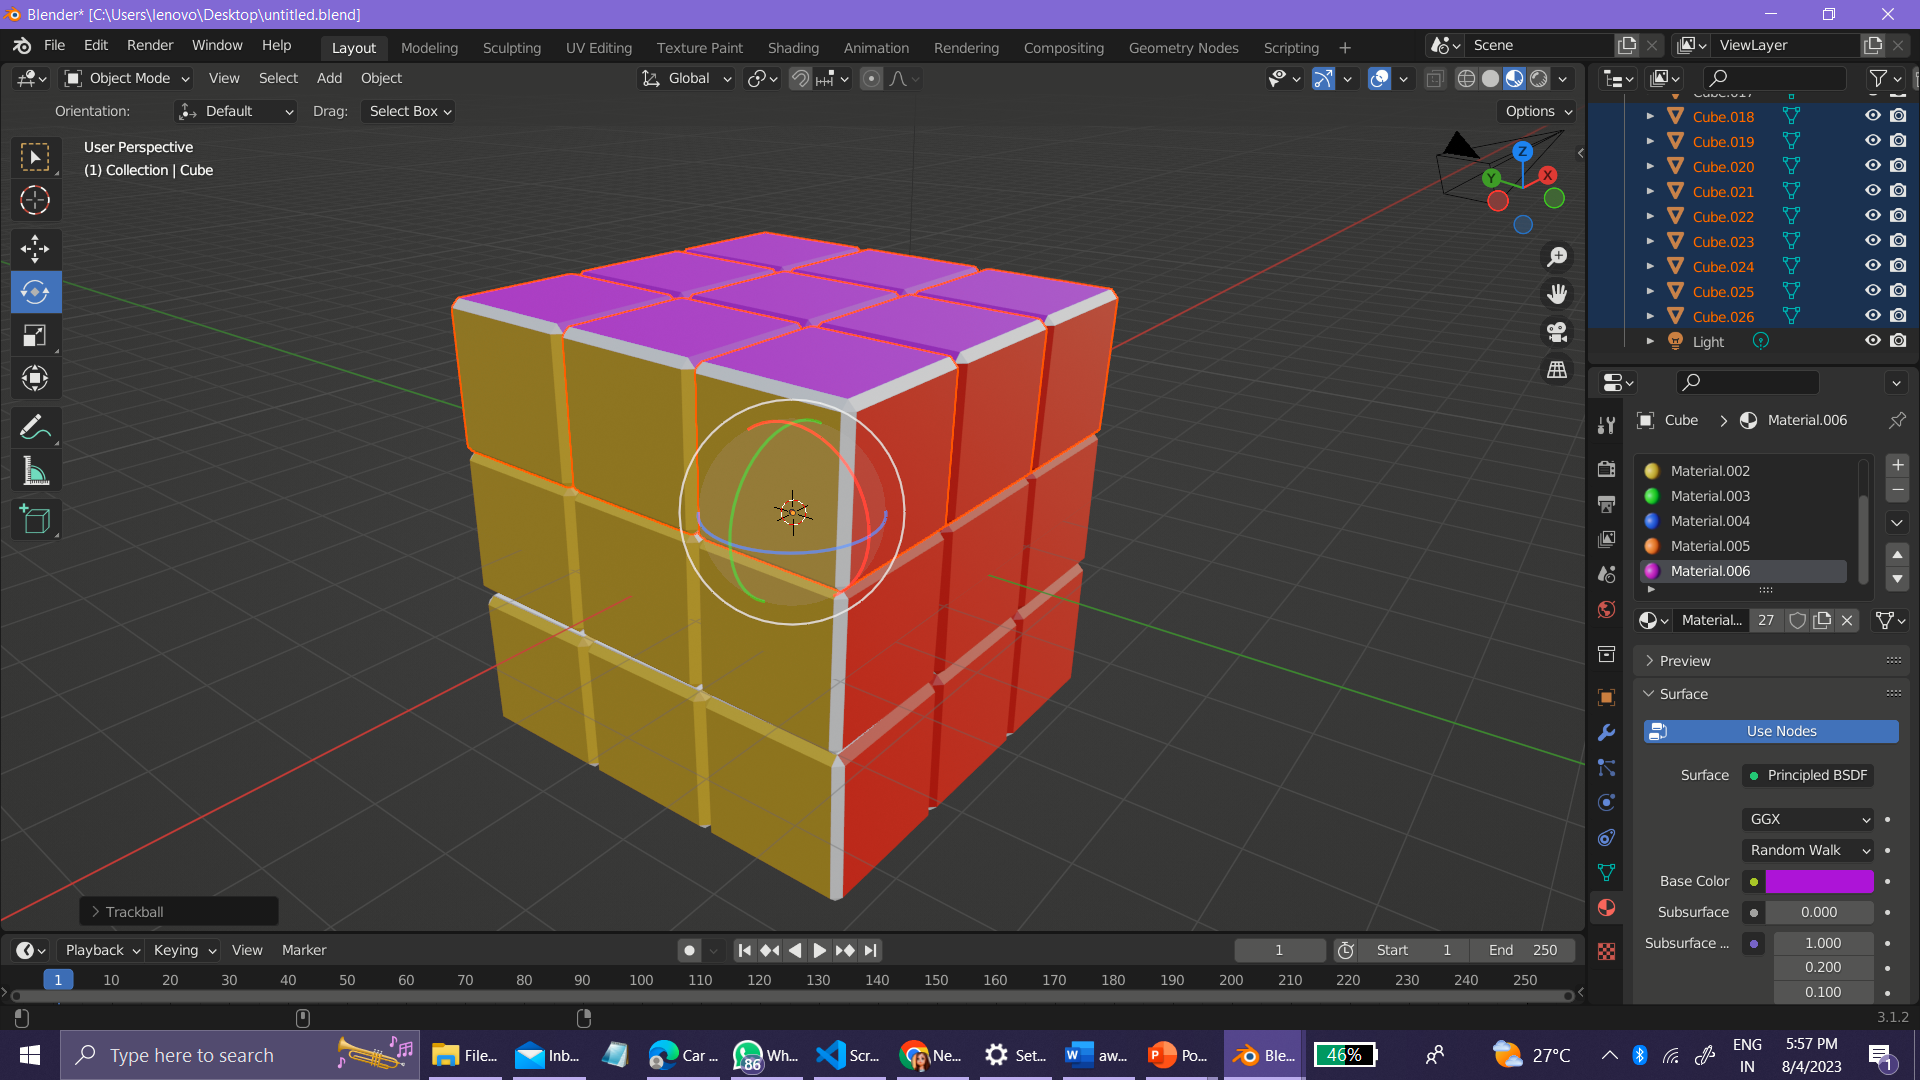 Blender* [C:\Users\lenovo\Desktop\untitled.blend]
File Edit Render Window Help Layout Modeling Sculpting UV Editing Texture Paint Shading Animation Rendering Compositing Geometry Nodes Scripting + Scene ViewLayer
Object Mode View Select Add Object Global
Orientation: Default Drag: Select Box Options
User Perspective
(1) Collection | Cube
Z
Y X
Cube.017
Cube.018
Cube.019
Cube.020
Cube.021
Cube.022
Cube.023
Cube.024
Cube.025
Cube.026
Light
Cube > Material.006
Material.002
Material.003
Material.004
Material.005
Material.006
Material... 27
Preview
Surface
Use Nodes
Surface Principled BSDF
GGX
Random Walk
Base Color
Subsurface 0.000
Subsurface ... 1.000
0.200
0.100
Trackball
Playback Keying View Marker 1 Start 1 End 250
1 10 20 30 40 50 60 70 80 90 100 110 120 130 140 150 160 170 180 190 200 210 220 230 240 250
3.1.2
Type here to search File... Inb... Car ... 86 Wh... Scr... Ne... Set... aw... Po... Ble... 46% 27°C ENG IN 5:57 PM 8/4/2023 1